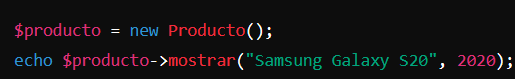 $producto = new Producto();
echo $producto->mostrar("Samsung Galaxy S20", 2020);